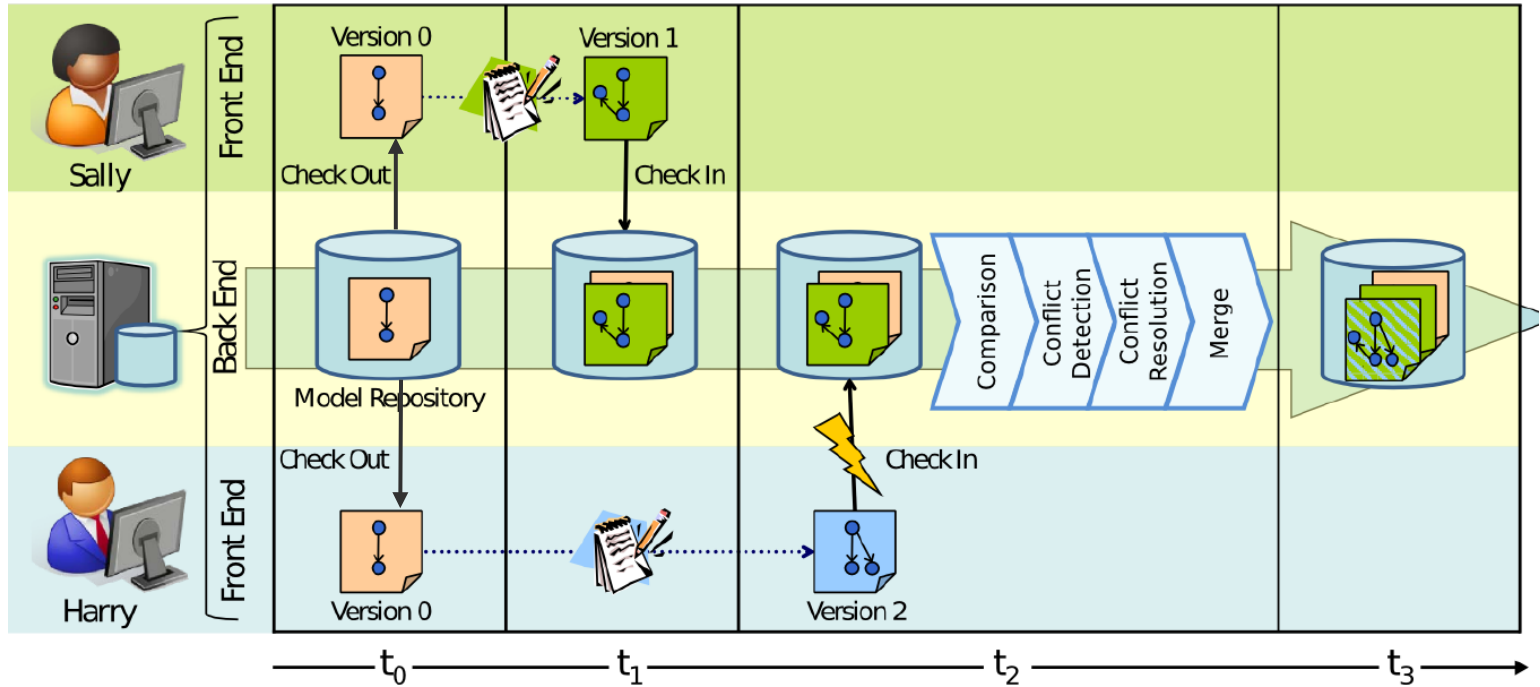 Front End
Sally
Version 0
Version 1
Check Out
Check In
Back End
Model Repository
Comparison
Conflict
Detection
Conflict
Resolution
Merge
Front End
Harry
Check Out
Check In
Version 0
Version 2
t0
t1
t2
t3